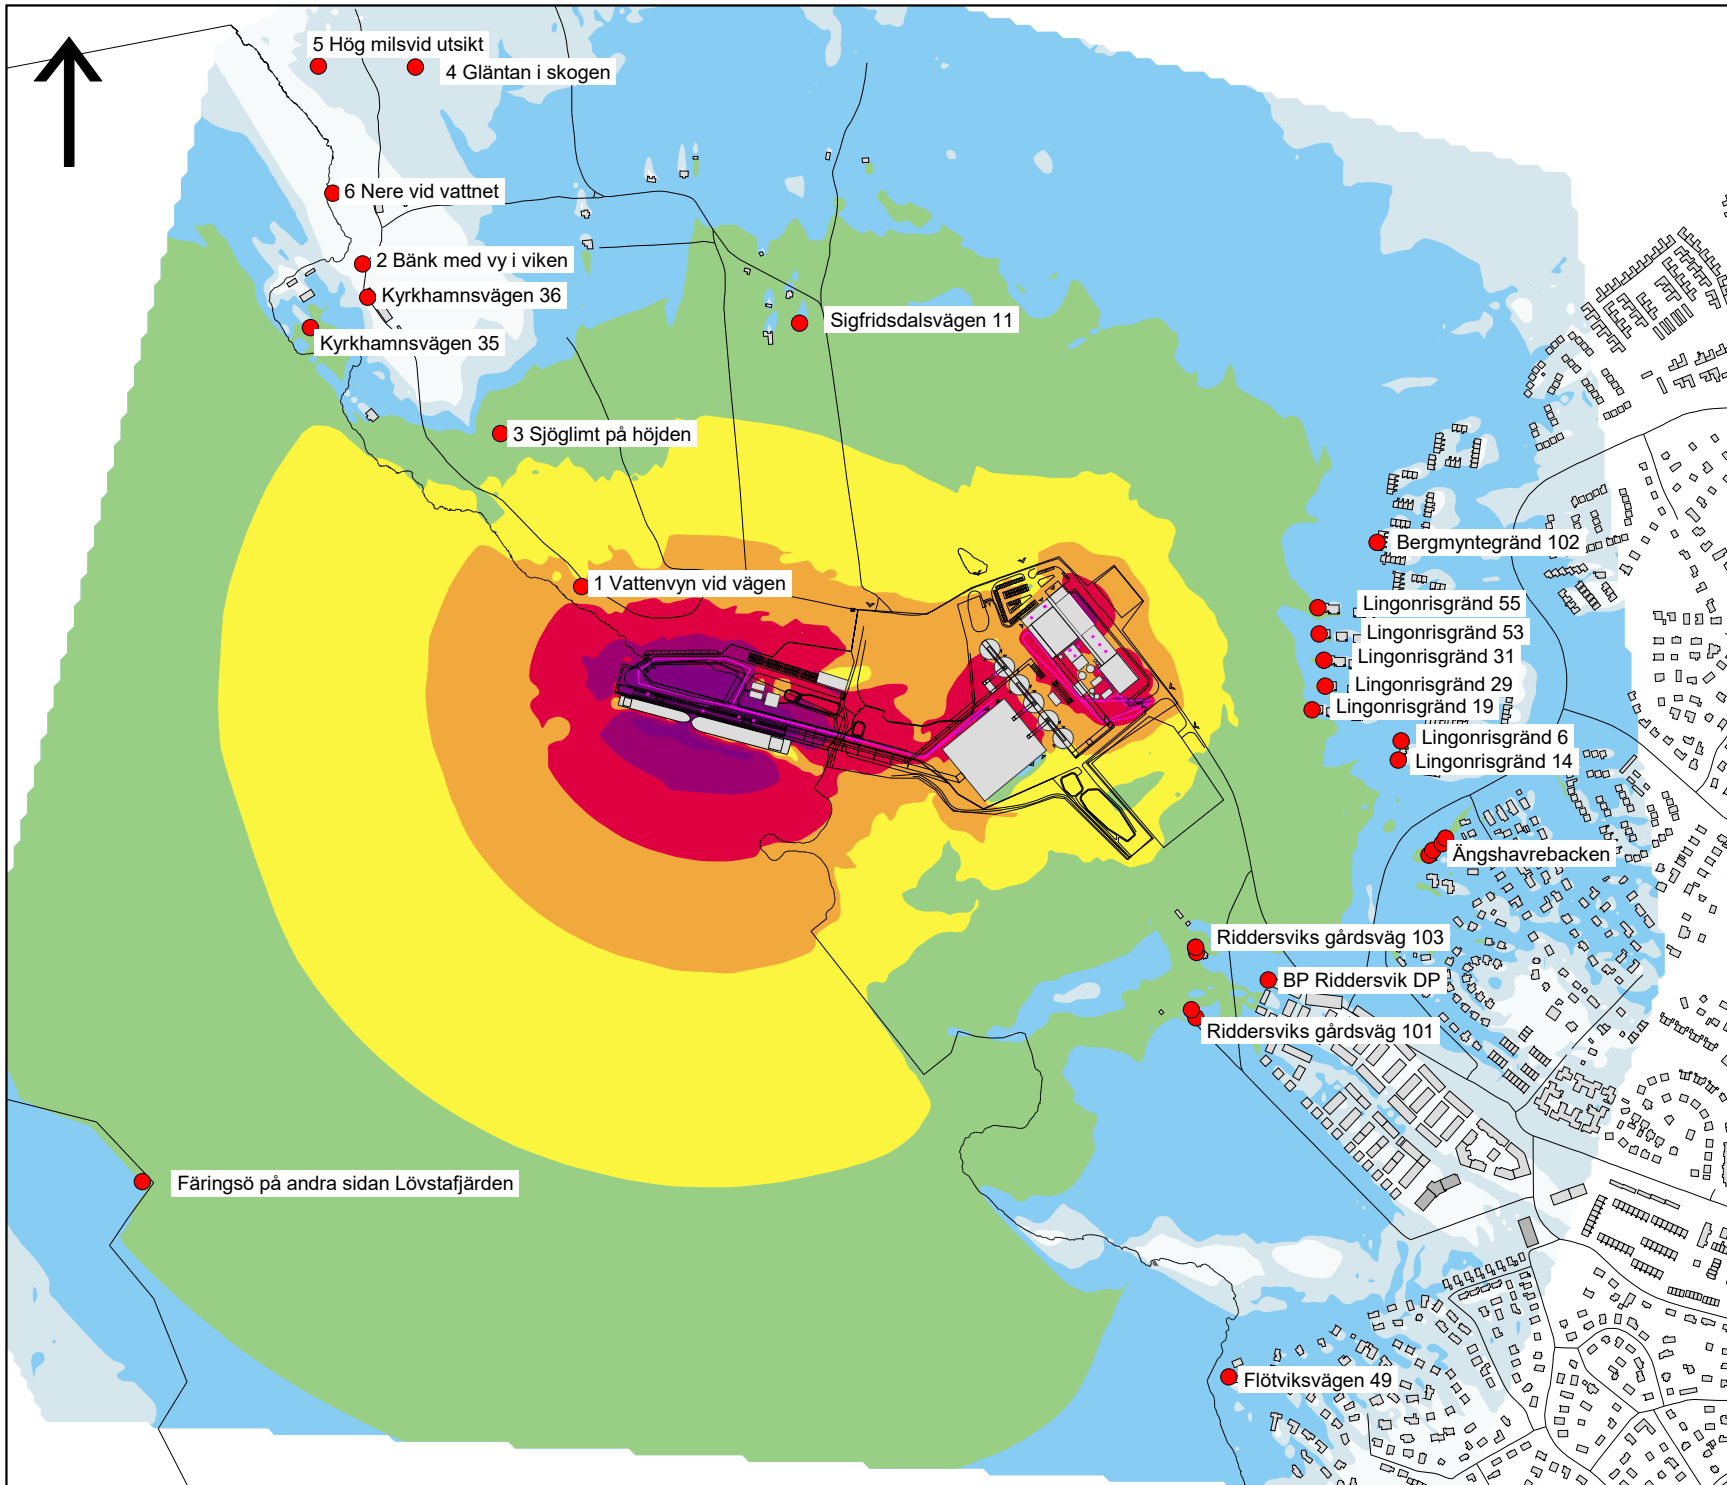 5 Hög milsvid utsikt
4 Gläntan i skogen
6 Nere vid vattnet
2 Bänk med vy i viken
Kyrkhamnsvägen 36
Sigfridsdalsvägen 11
Kyrkhamnsvägen 35
3 Sjöglimt på höjden
Bergmyntegränd 102
1 Vattenvyn vid vägen
Lingonrisgränd 55
Lingonrisgränd 53
Lingonrisgränd 31
Lingonrisgränd 29
Lingonrisgränd 19
Lingonrisgränd 6
Lingonrisgränd 14
Ängshavrebacken
Riddersviks gårdsväg 103
BP Riddersvik DP
Riddersviks gårdsväg 101
Färingsö på andra sidan Lövstafjärden
Flötviksvägen 49